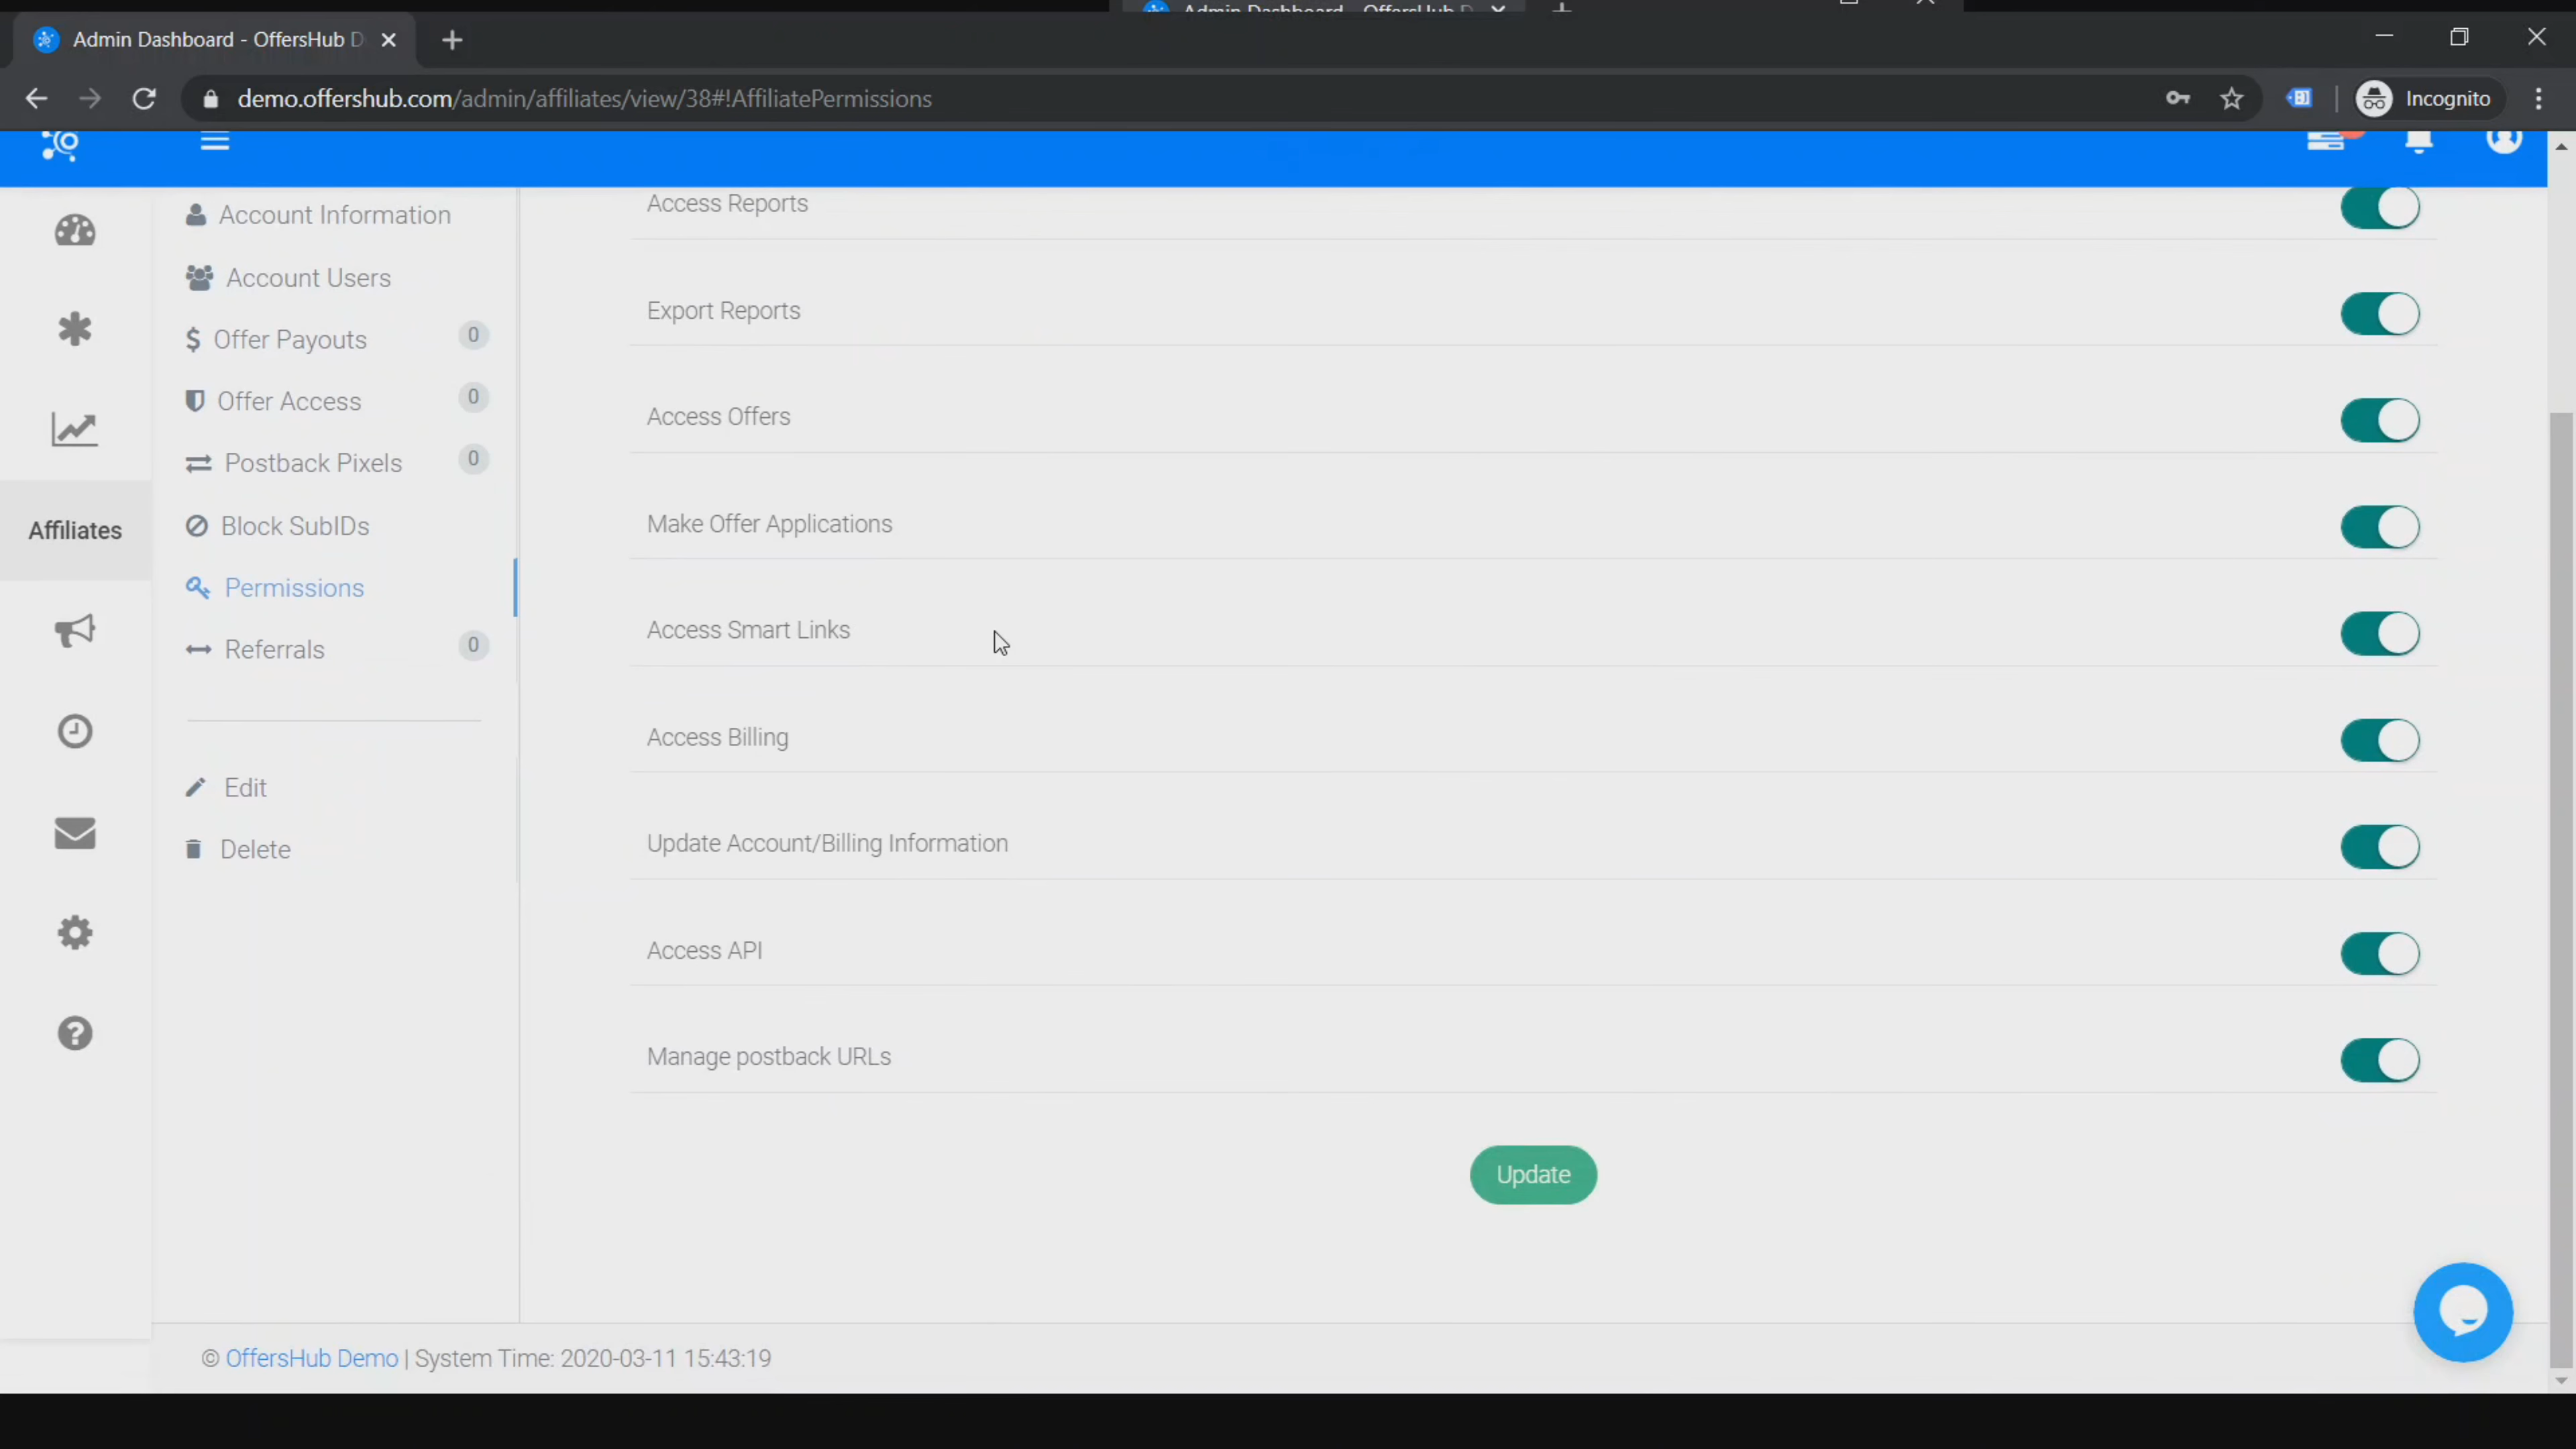 Admin Dashboard - OffersHub D
Admin Dashboard - OffersHub D
demo.offershub.com/admin/affiliates/view/38#!AffiliatePermissions
Incognito
Account Information
Account Users
Offer Payouts 0
Offer Access 0
Postback Pixels 0
Block SubIDs
Permissions
Referrals 0
Edit
Delete
Affiliates
Access Reports
Export Reports
Access Offers
Make Offer Applications
Access Smart Links
Access Billing
Update Account/Billing Information
Access API
Manage postback URLs
Update
© OffersHub Demo | System Time: 2020-03-11 15:43:19